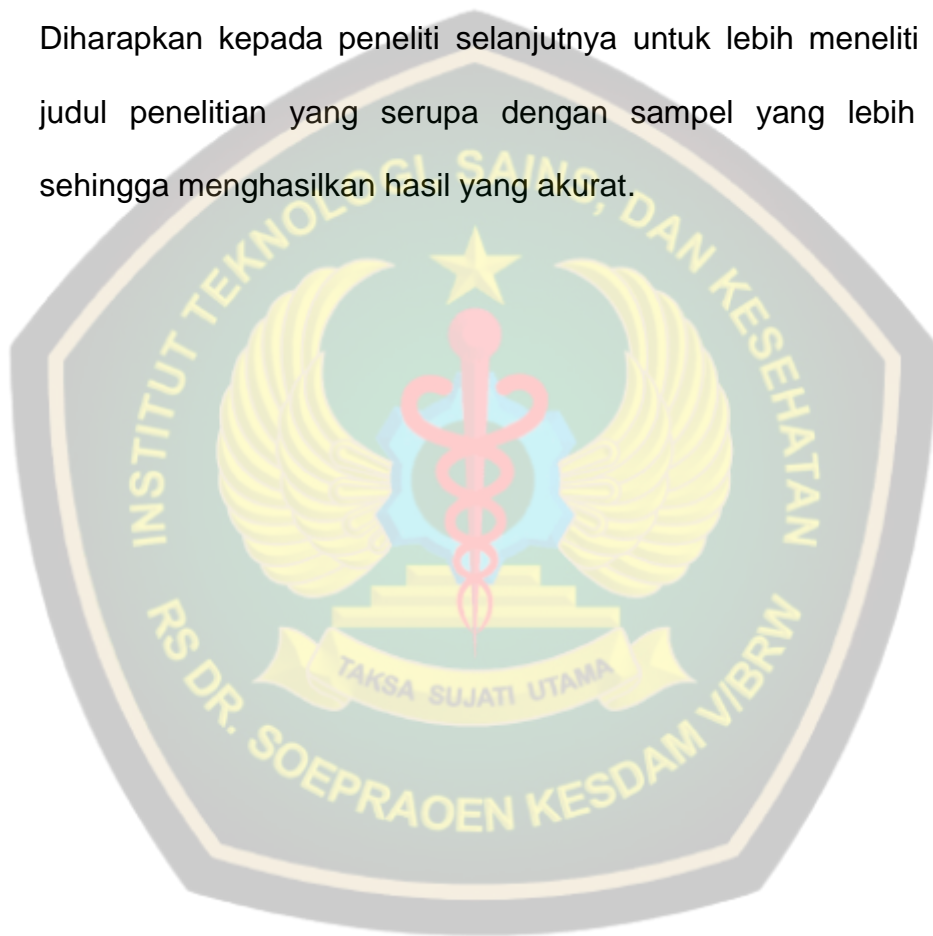 Diharapkan kepada peneliti selanjutnya untuk lebih meneliti
judul penelitian yang serupa dengan sampel yang lebih
sehingga menghasilkan hasil yang akurat.
INSTITUT TEKNOLOGI, SAINS, DAN KESEHATAN
TAKSA SUJATI UTAMA
RS DR. SOEPRAOEN KESDAM V/BRW